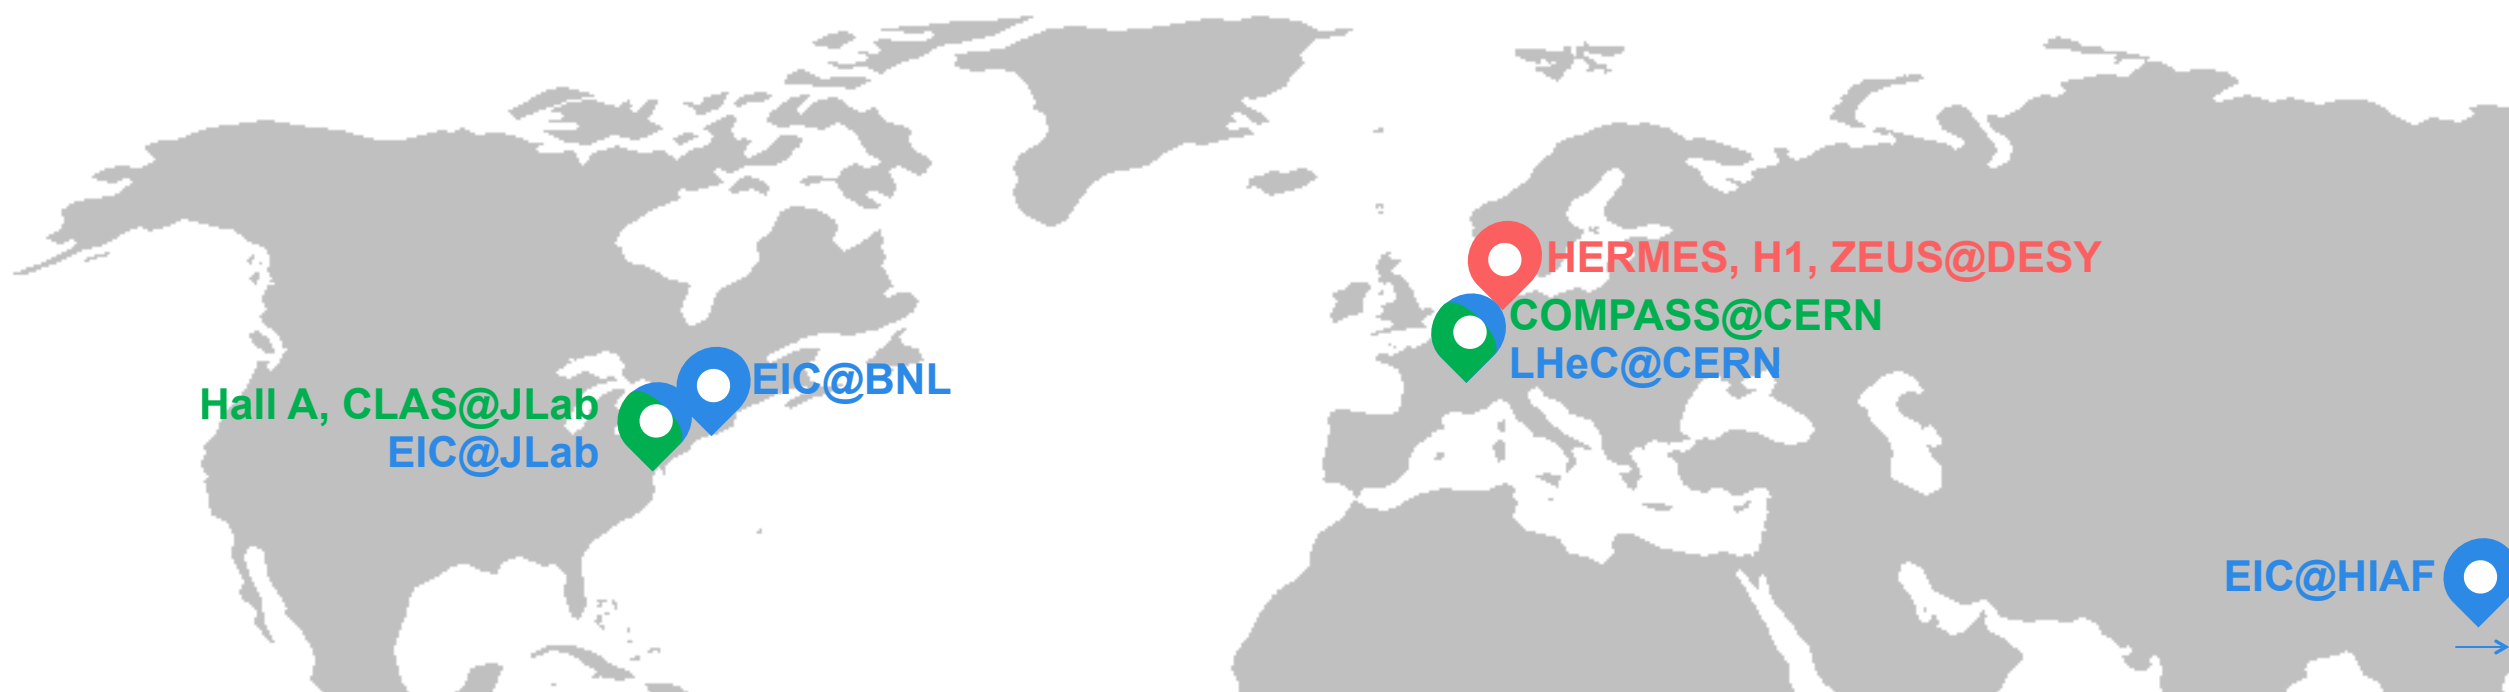 HERMES, H1, ZEUS@DESY
COMPASS@CERN
LHeC@CERN
EIC@BNL
Hall A, CLAS@JLab
EIC@JLab
EIC@HIAF